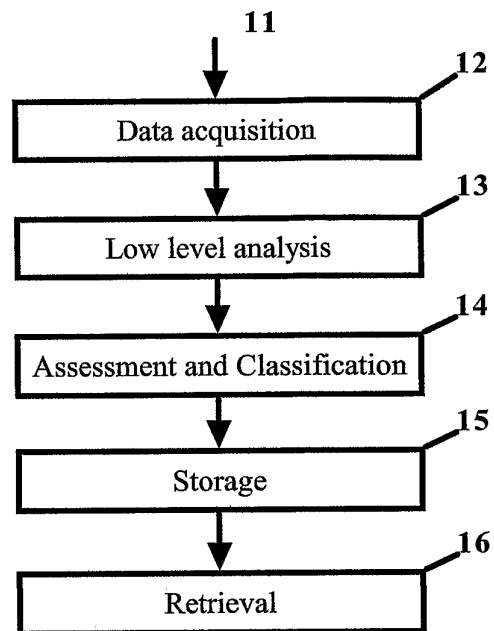 11
12
Data acquisition
13
Low level analysis
14
Assessment and Classification
15
Storage
16
Retrieval